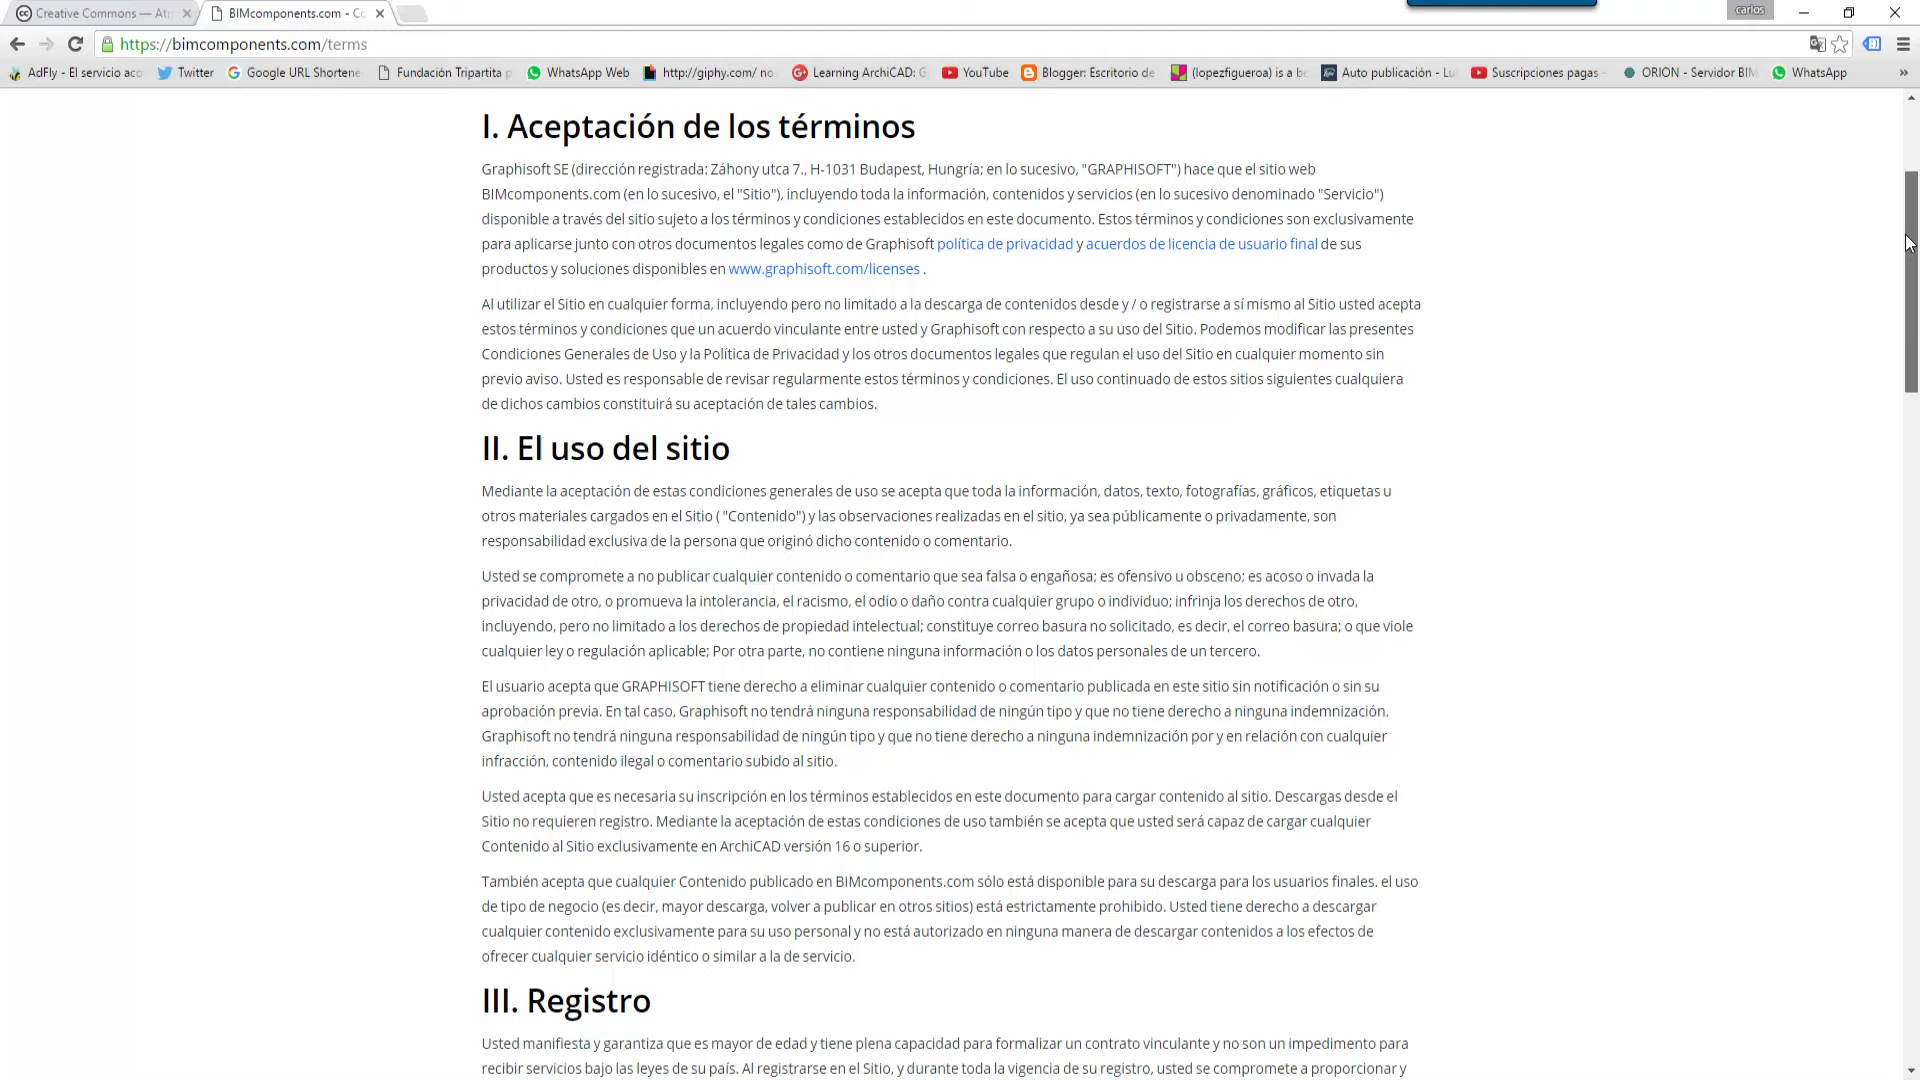 Creative Commons — Atr
BIMcomponents.com - Co
carlos
https://bimcomponents.com/terms
AdFly - El servicio aco
Twitter
Google URL Shortene
Fundación Tripartita p
WhatsApp Web
http://giphy.com/ no
Learning ArchiCAD: G
YouTube
Blogger: Escritorio de
(lopezfigueroa) is a be
Auto publicación - Lu
Suscripciones pagas -
ORION - Servidor BIM
WhatsApp
I. Aceptación de los términos
Graphisoft SE (dirección registrada: Záhony utca 7., H-1031 Budapest, Hungría; en lo sucesivo, "GRAPHISOFT") hace que el sitio web
BIMcomponents.com (en lo sucesivo, el "Sitio"), incluyendo toda la información, contenidos y servicios (en lo sucesivo denominado "Servicio")
disponible a través del sitio sujeto a los términos y condiciones establecidos en este documento. Estos términos y condiciones son exclusivamente
para aplicarse junto con otros documentos legales como de Graphisoft política de privacidad y acuerdos de licencia de usuario final de sus
productos y soluciones disponibles en www.graphisoft.com/licenses .
Al utilizar el Sitio en cualquier forma, incluyendo pero no limitado a la descarga de contenidos desde y / o registrarse a sí mismo al Sitio usted acepta
estos términos y condiciones que un acuerdo vinculante entre usted y Graphisoft con respecto a su uso del Sitio. Podemos modificar las presentes
Condiciones Generales de Uso y la Política de Privacidad y los otros documentos legales que regulan el uso del Sitio en cualquier momento sin
previo aviso. Usted es responsable de revisar regularmente estos términos y condiciones. El uso continuado de estos sitios siguientes cualquiera
de dichos cambios constituirá su aceptación de tales cambios.
II. El uso del sitio
Mediante la aceptación de estas condiciones generales de uso se acepta que toda la información, datos, texto, fotografías, gráficos, etiquetas u
otros materiales cargados en el Sitio ( "Contenido") y las observaciones realizadas en el sitio, ya sea públicamente o privadamente, son
responsabilidad exclusiva de la persona que originó dicho contenido o comentario.
Usted se compromete a no publicar cualquier contenido o comentario que sea falsa o engañosa; es ofensivo u obsceno; es acoso o invada la
privacidad de otro, o promueva la intolerancia, el racismo, el odio o daño contra cualquier grupo o individuo; infrinja los derechos de otro,
incluyendo, pero no limitado a los derechos de propiedad intelectual; constituye correo basura no solicitado, es decir, el correo basura; o que viole
cualquier ley o regulación aplicable; Por otra parte, no contiene ninguna información o los datos personales de un tercero.
El usuario acepta que GRAPHISOFT tiene derecho a eliminar cualquier contenido o comentario publicada en este sitio sin notificación o sin su
aprobación previa. En tal caso, Graphisoft no tendrá ninguna responsabilidad de ningún tipo y que no tiene derecho a ninguna indemnización.
Graphisoft no tendrá ninguna responsabilidad de ningún tipo y que no tiene derecho a ninguna indemnización por y en relación con cualquier
infracción, contenido ilegal o comentario subido al sitio.
Usted acepta que es necesaria su inscripción en los términos establecidos en este documento para cargar contenido al sitio. Descargas desde el
Sitio no requieren registro. Mediante la aceptación de estas condiciones de uso también se acepta que usted será capaz de cargar cualquier
Contenido al Sitio exclusivamente en ArchiCAD versión 16 o superior.
También acepta que cualquier Contenido publicado en BIMcomponents.com sólo está disponible para su descarga para los usuarios finales. el uso
de tipo de negocio (es decir, mayor descarga, volver a publicar en otros sitios) está estrictamente prohibido. Usted tiene derecho a descargar
cualquier contenido exclusivamente para su uso personal y no está autorizado en ninguna manera de descargar contenidos a los efectos de
ofrecer cualquier servicio idéntico o similar a la de servicio.
III. Registro
Usted manifiesta y garantiza que es mayor de edad y tiene plena capacidad para formalizar un contrato vinculante y no son un impedimento para
recibir servicios bajo las leyes de su país. Al registrarse en el Sitio, y durante toda la vigencia de su registro, usted se compromete a proporcionar y